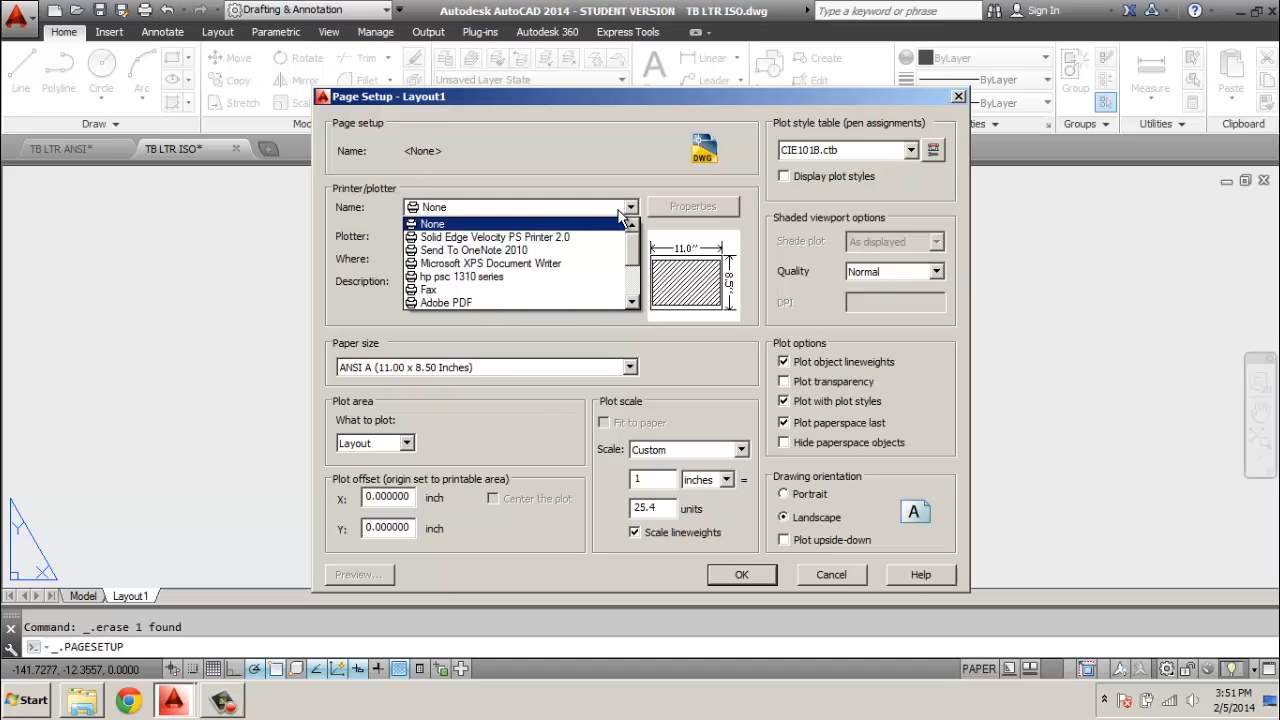 Drafting & Annotation
Autodesk AutoCAD 2014 - STUDENT VERSION TB LTR ISO.dwg
Type a keyword or phrase
Sign In
Home Insert Annotate Layout Parametric View Manage Output Plug-ins Autodesk 360 Express Tools
Line Polyline Circle Arc
Move Rotate Trim
Copy Mirror Fillet
Stretch
Unsaved Layer State
Linear
Leader
Create
Edit
ByLayer
ByLayer
ByLayer
Group
Measure
Paste
Draw
Groups
Utilities
Clipboard
TB LTR ANSI*
TB LTR ISO*
Page Setup - Layout1
Page setup
Name: <None>
DWG
Printer/plotter
Name: None
Properties
Plotter:
Where:
Description:
None
Solid Edge Velocity PS Printer 2.0
Send To OneNote 2010
Microsoft XPS Document Writer
hp psc 1310 series
Fax
Adobe PDF
11.0''
8.5''
Paper size
ANSI A (11.00 x 8.50 Inches)
Plot area
What to plot:
Layout
Plot offset (origin set to printable area)
X: 0.000000 inch
Center the plot
Y: 0.000000 inch
Plot scale
Fit to paper
Scale: Custom
1 inches =
25.4 units
Scale lineweights
Plot style table (pen assignments)
CIE101B.ctb
Display plot styles
Shaded viewport options
Shade plot As displayed
Quality Normal
DPI
Plot options
Plot object lineweights
Plot transparency
Plot with plot styles
Plot paperspace last
Hide paperspace objects
Drawing orientation
Portrait
Landscape
A
Plot upside-down
Preview...
OK
Cancel
Help
Y
X
Model Layout1
Command: _.erase 1 found
_.PAGESETUP
-141.7277, -12.3557, 0.0000
PAPER
Start
3:51 PM
2/5/2014